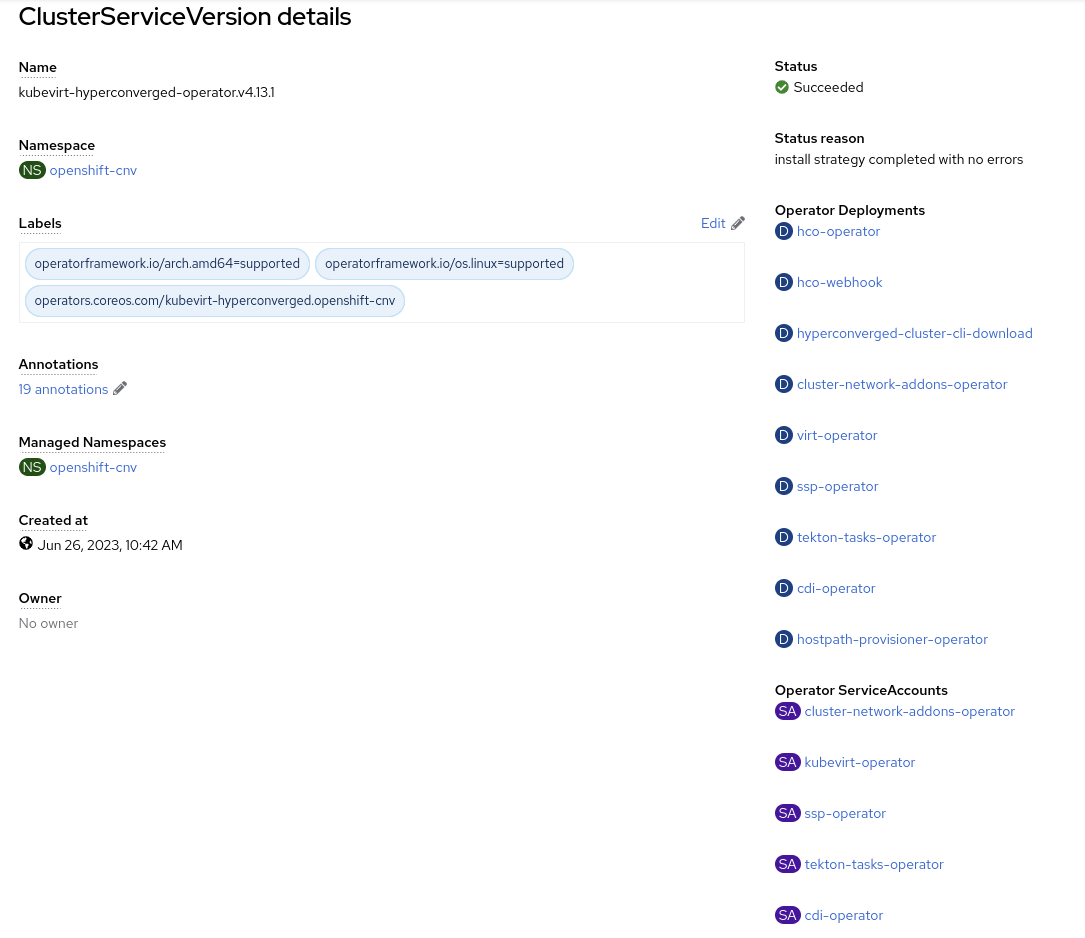 ClusterServiceVersion details
Name
kubevirt-hyperconverged-operator.v4.13.1
Namespace
NS openshift-cnv
Labels
Edit
operatorframework.io/arch.amd64=supported operatorframework.io/os.linux=supported
operators.coreos.com/kubevirt-hyperconverged.openshift-cnv
Annotations
19 annotations
Managed Namespaces
NS openshift-cnv
Created at
Jun 26, 2023, 10:42 AM
Owner
No owner
Status
Succeeded
Status reason
install strategy completed with no errors
Operator Deployments
D hco-operator
D hco-webhook
D hyperconverged-cluster-cli-download
D cluster-network-addons-operator
D virt-operator
D ssp-operator
D tekton-tasks-operator
D cdi-operator
D hostpath-provisioner-operator
Operator ServiceAccounts
SA cluster-network-addons-operator
SA kubevirt-operator
SA ssp-operator
SA tekton-tasks-operator
SA cdi-operator